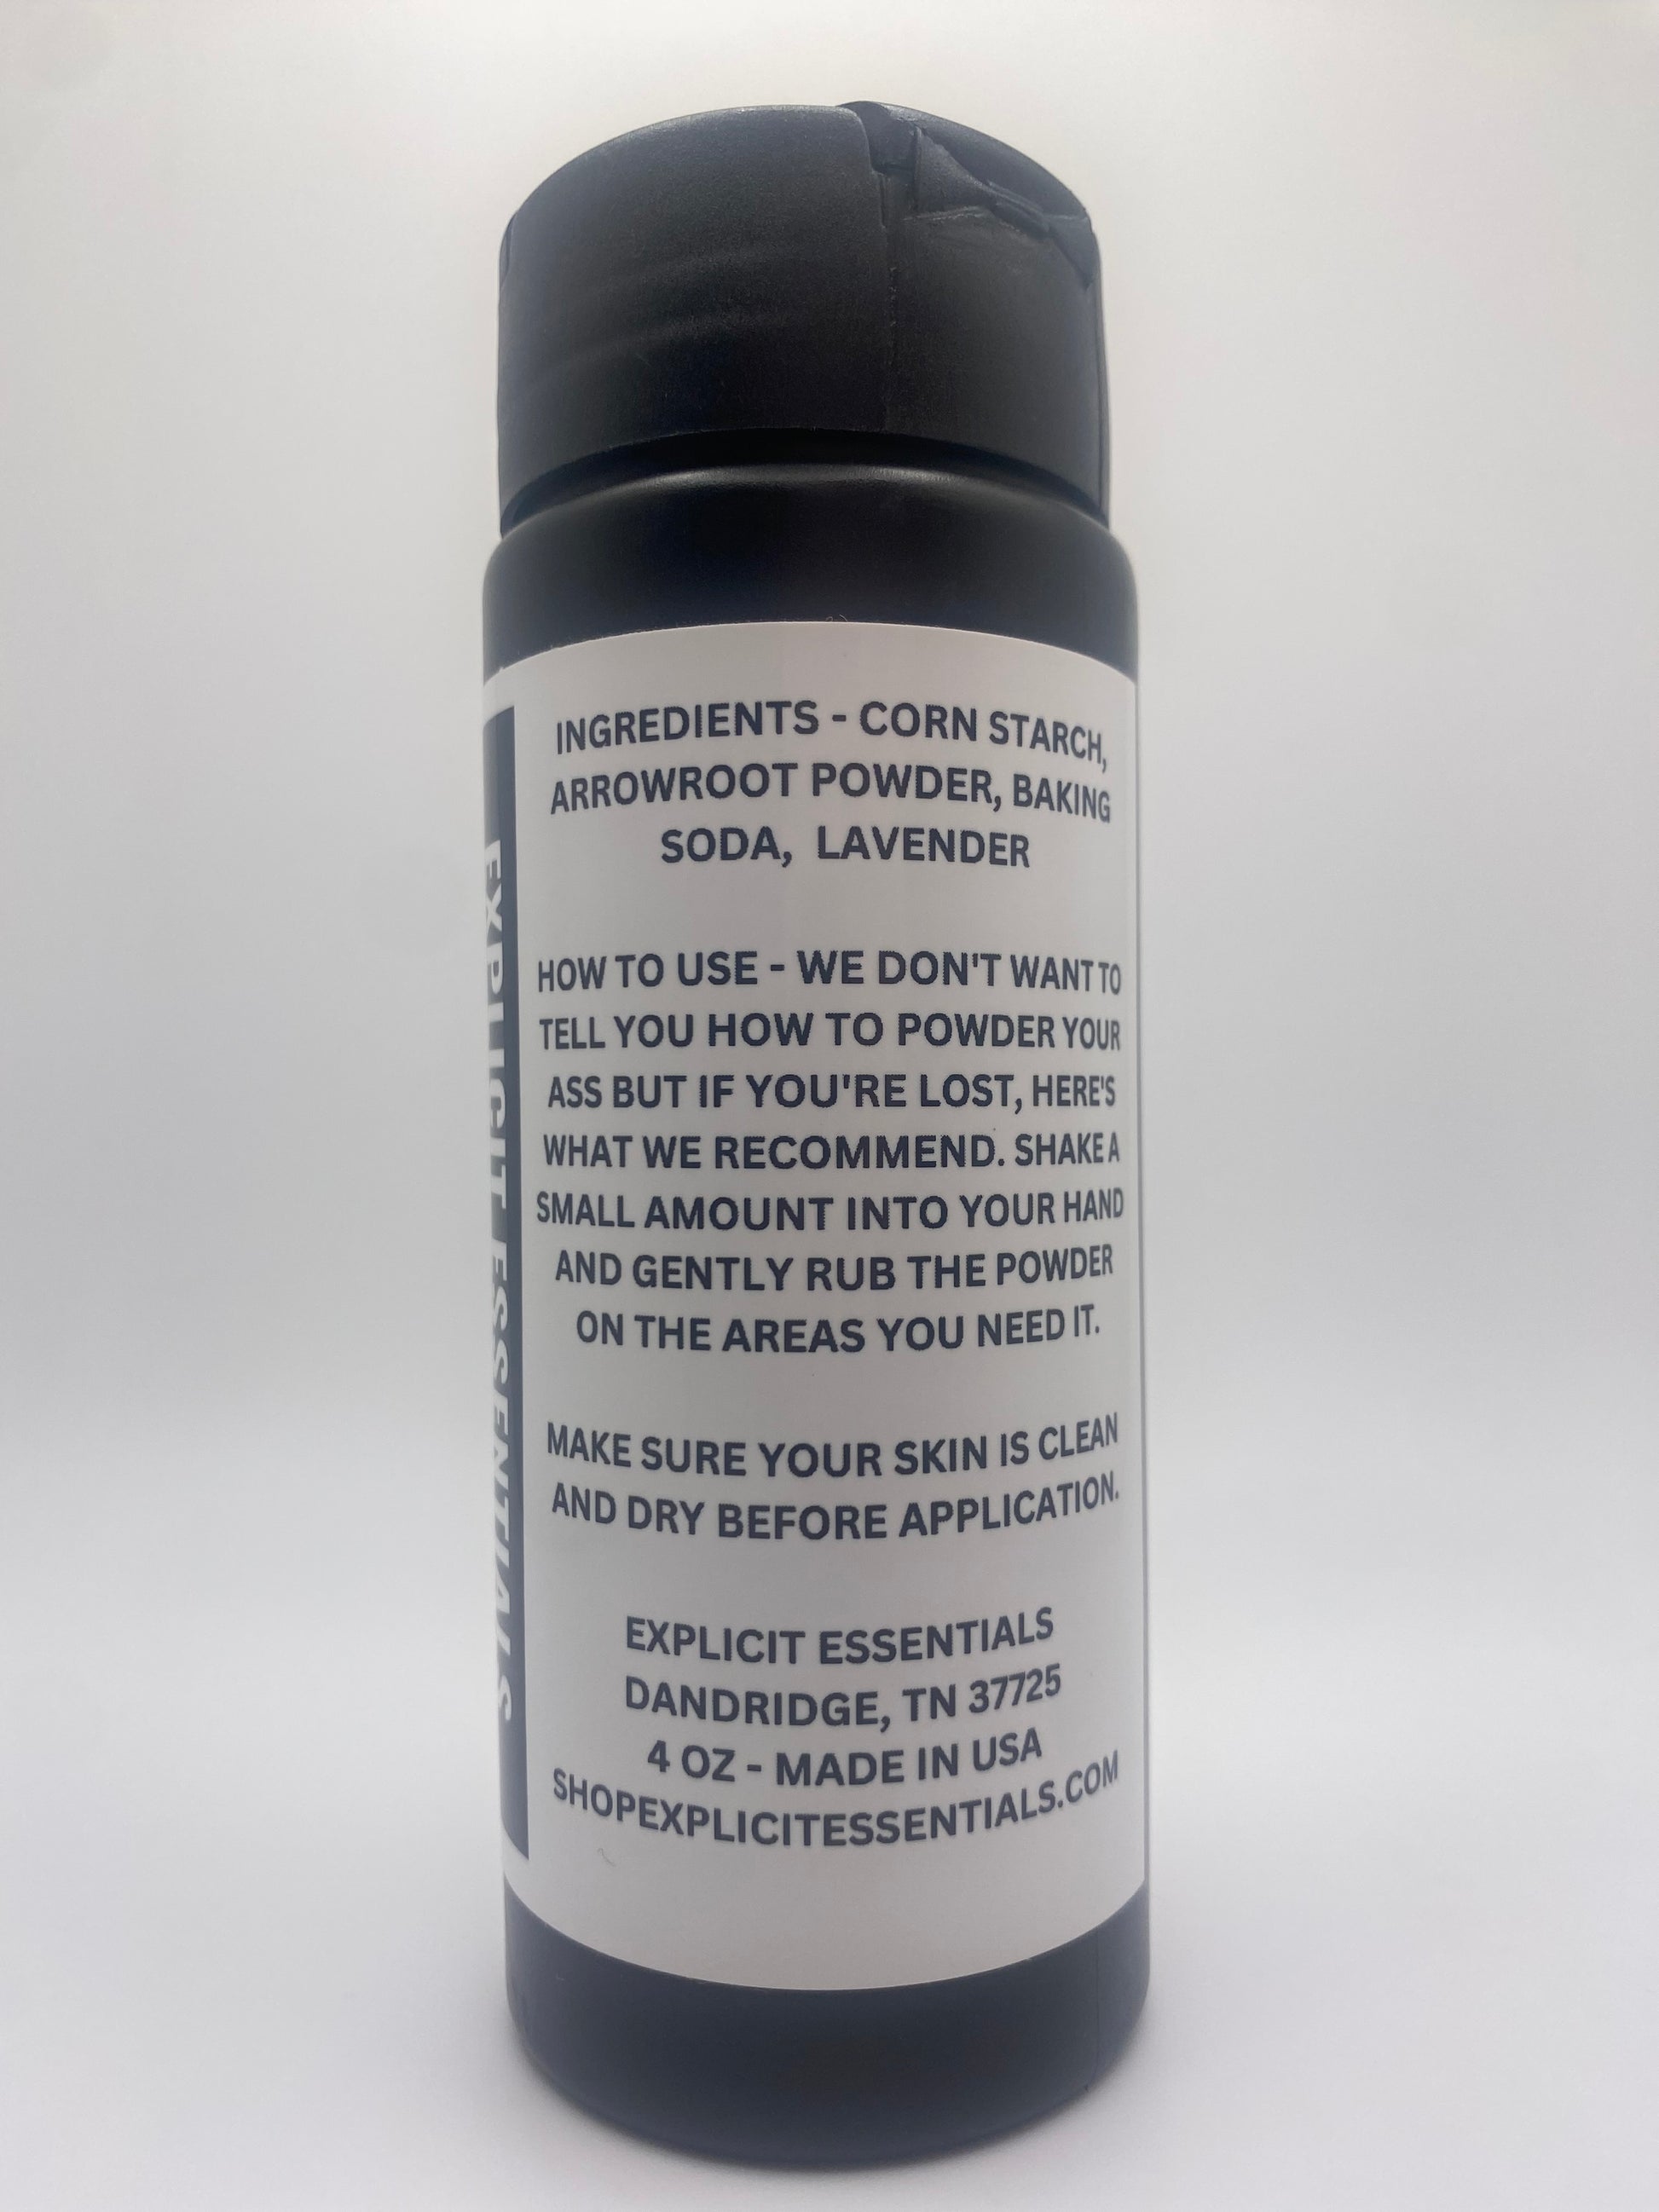 INGREDIENTS - CORN STARCH,
ARROWROOT POWDER, BAKING
SODA, LAVENDER
HOW TO USE - WE DON'T WANT TO
TELL YOU HOW TO POWDER YOUR
ASS BUT IF YOU'RE LOST, HERE'S
WHAT WE RECOMMEND. SHAKE A
SMALL AMOUNT INTO YOUR HAND
AND GENTLY RUB THE POWDER
ON THE AREAS YOU NEED IT.
MAKE SURE YOUR SKIN IS CLEAN
AND DRY BEFORE APPLICATION.
EXPLICIT ESSENTIALS
DANDRIDGE, TN 37725
4 OZ - MADE IN USA
SHOPEXPLICITESSENTIALS.COM
EXPLICIT ESSENTIALS